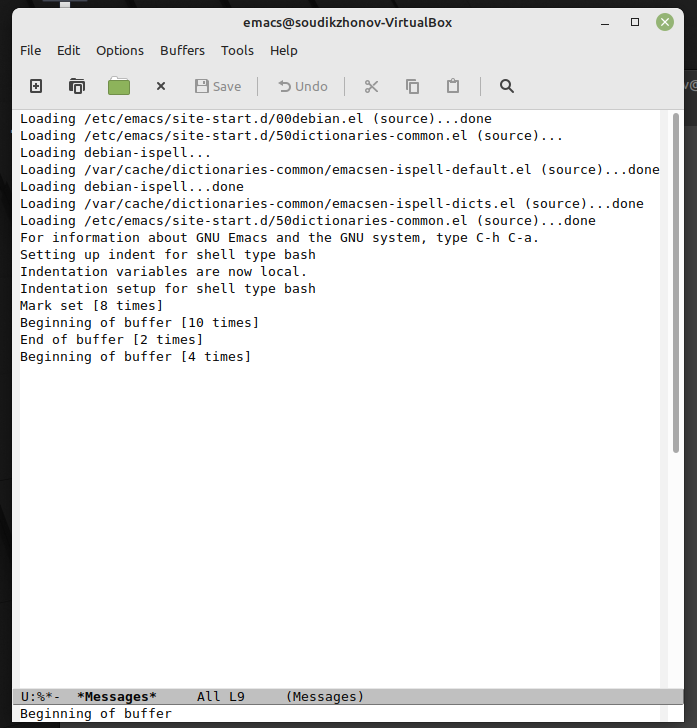 emacs@soudikzhonov-VirtualBox
File Edit Options Buffers Tools Help
Save Undo
Loading /etc/emacs/site-start.d/00debian.el (source)...done
Loading /etc/emacs/site-start.d/50dictionaries-common.el (source)...
Loading debian-ispell...
Loading /var/cache/dictionaries-common/emacsen-ispell-default.el (source)...done
Loading debian-ispell...done
Loading /var/cache/dictionaries-common/emacsen-ispell-dicts.el (source)...done
Loading /etc/emacs/site-start.d/50dictionaries-common.el (source)...done
For information about GNU Emacs and the GNU system, type C-h C-a.
Setting up indent for shell type bash
Indentation variables are now local.
Indentation setup for shell type bash
Mark set [8 times]
Beginning of buffer [10 times]
End of buffer [2 times]
Beginning of buffer [4 times]
U:%*-  *Messages*     All L9     (Messages)
Beginning of buffer